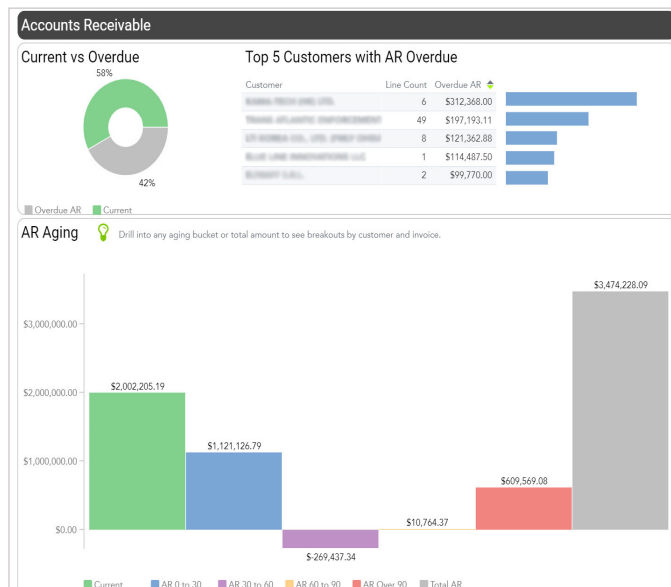 Accounts Receivable
Current vs Overdue
58%
42%
Overdue AR Current
Top 5 Customers with AR Overdue
Customer Line Count Overdue AR
6 $312,368.00
49 $197,193.11
8 $121,362.88
1 $114,487.50
2 $99,770.00
AR Aging Drill into any aging bucket or total amount to see breakouts by customer and invoice.
$3,474,228.09
$3,000,000.00
$2,000,000.00
$2,002,205.19
$1,121,126.79
$1,000,000.00
$609,569.08
$10,764.37
$0.00
$-269,437.34
Current AR 0 to 30 AR 30 to 60 AR 60 to 90 AR Over 90 Total AR